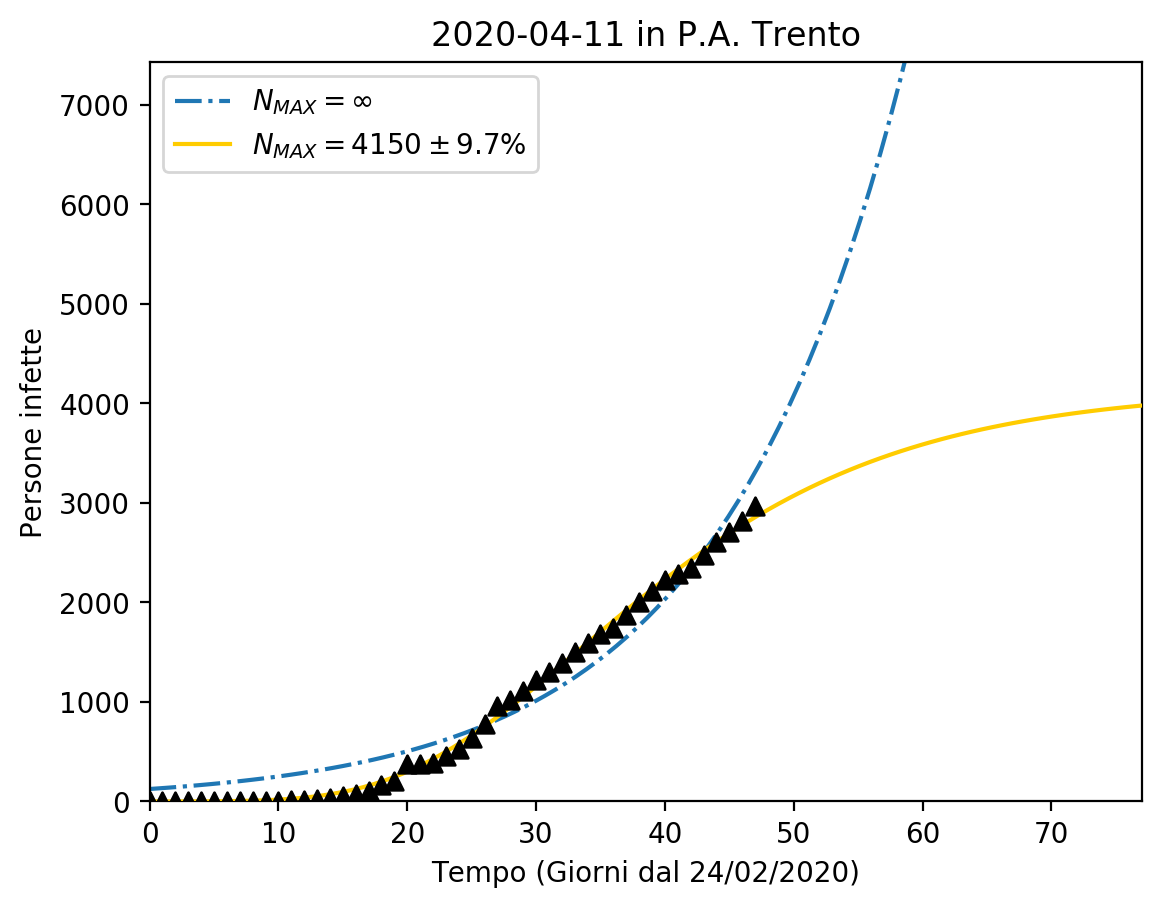 2020-04-11 in P.A. Trento
N_MAX = ∞
N_MAX = 4150 ± 9.7%
Persone infette
7000
6000
5000
4000
3000
2000
1000
0
0 10 20 30 40 50 60 70
Tempo (Giorni dal 24/02/2020)